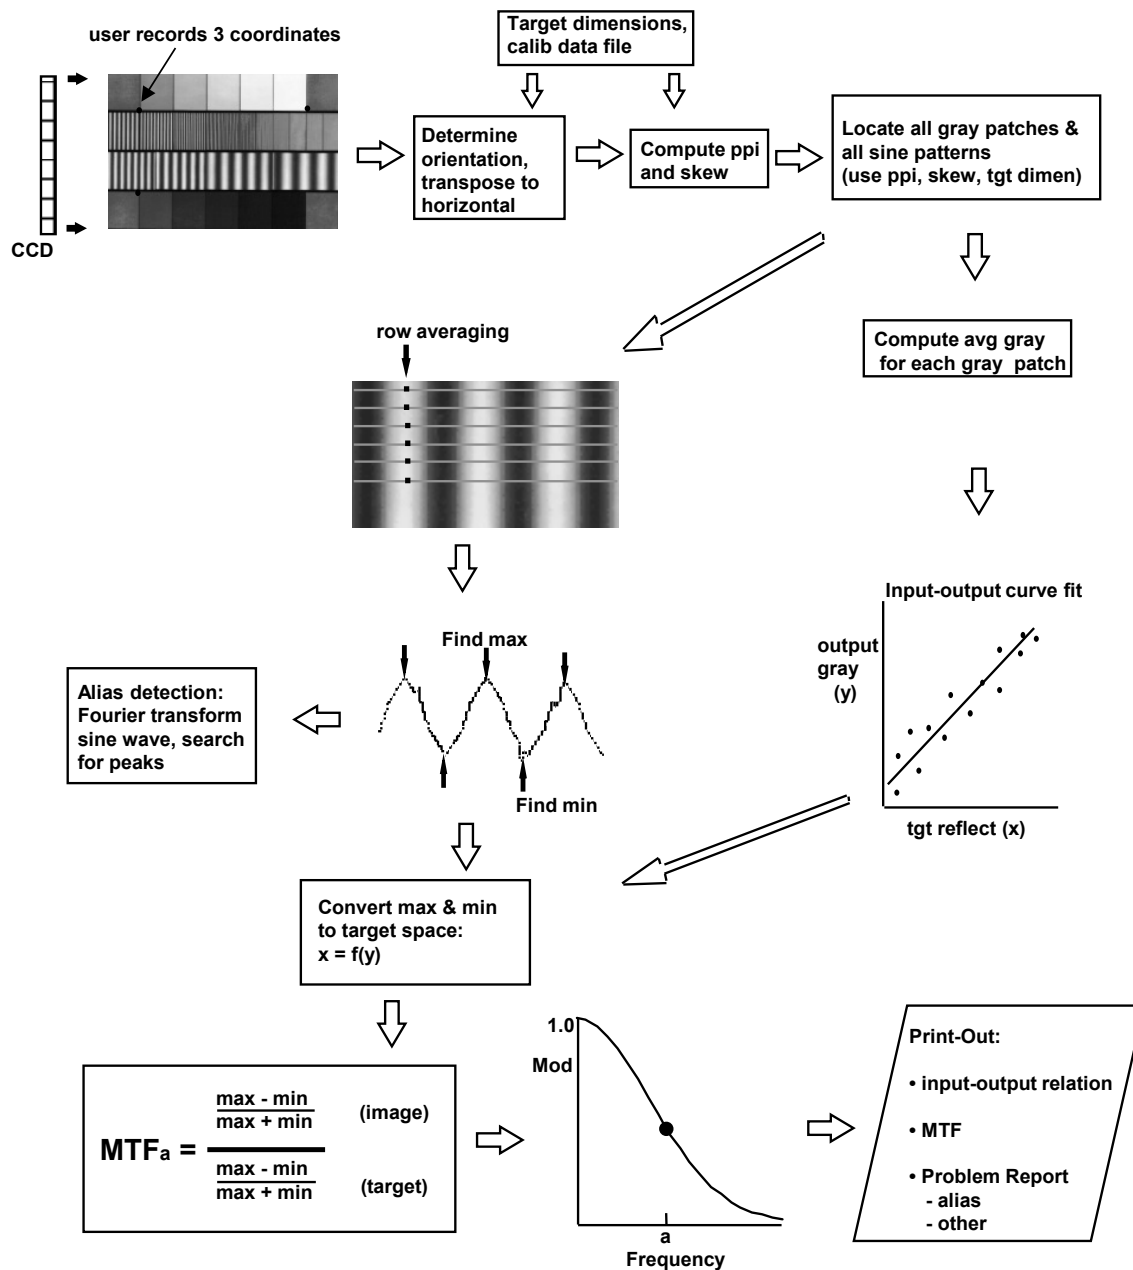 user records 3 coordinates
Target dimensions,
calib data file
CCD
Determine
orientation,
transpose to
horizontal
Compute ppi
and skew
Locate all gray patches &
all sine patterns
(use ppi, skew, tgt dimen)
row averaging
Compute avg gray
for each gray patch
Input-output curve fit
output
gray
(y)
tgt reflect (x)
Find max
Find min
Alias detection:
Fourier transform
sine wave, search
for peaks
Convert max & min
to target space:
x = f(y)
MTFa =
max - min
max + min
(image)
max - min
max + min
(target)
1.0
Mod
a
Frequency
Print-Out:
• input-output relation
• MTF
• Problem Report
- alias
- other